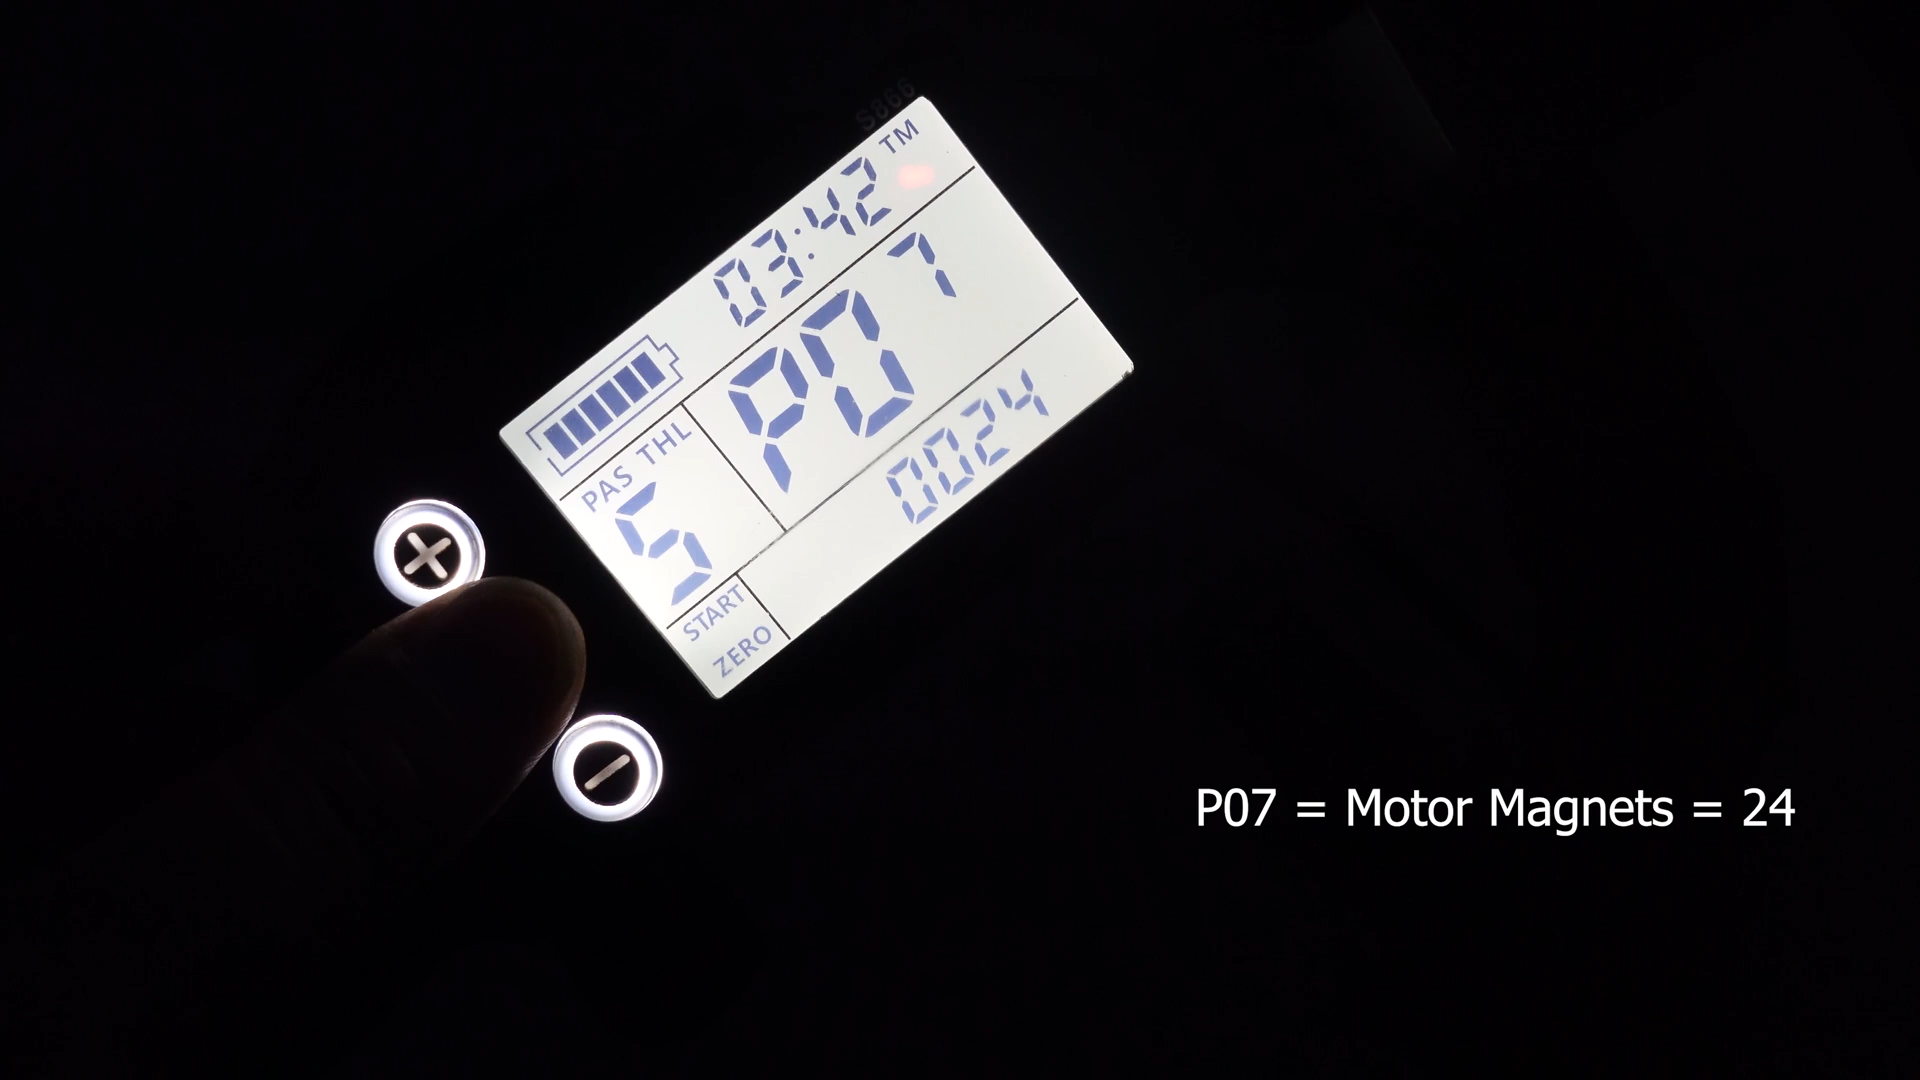 S866
03:42 TM
P07
PAS THL
5
0024
START
ZERO
P07 = Motor Magnets = 24